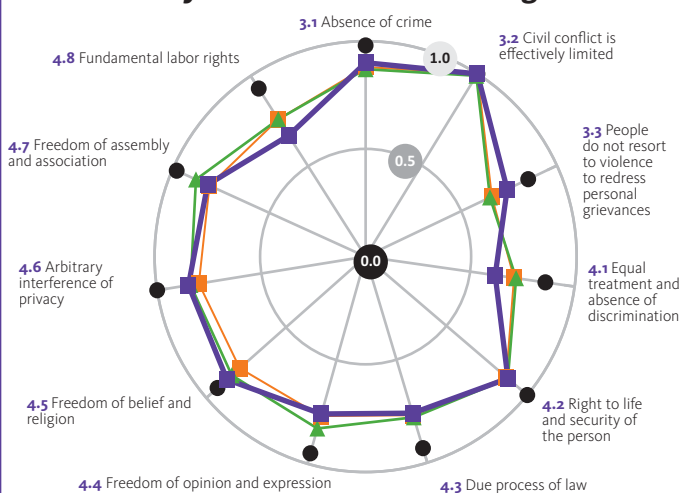 3.1 Absence of crime
3.2 Civil conflict is
effectively limited
1.0
4.8 Fundamental labor rights
3.3 People
do not resort
to violence
to redress
personal
grievances
0.5
4.7 Freedom of assembly
and association
0.0
4.6 Arbitrary
interference of
privacy
4.1 Equal
treatment and
absence of
discrimination
4.5 Freedom of belief and
religion
4.2 Right to life
and security of
the person
4.4 Freedom of opinion and expression
4.3 Due process of law